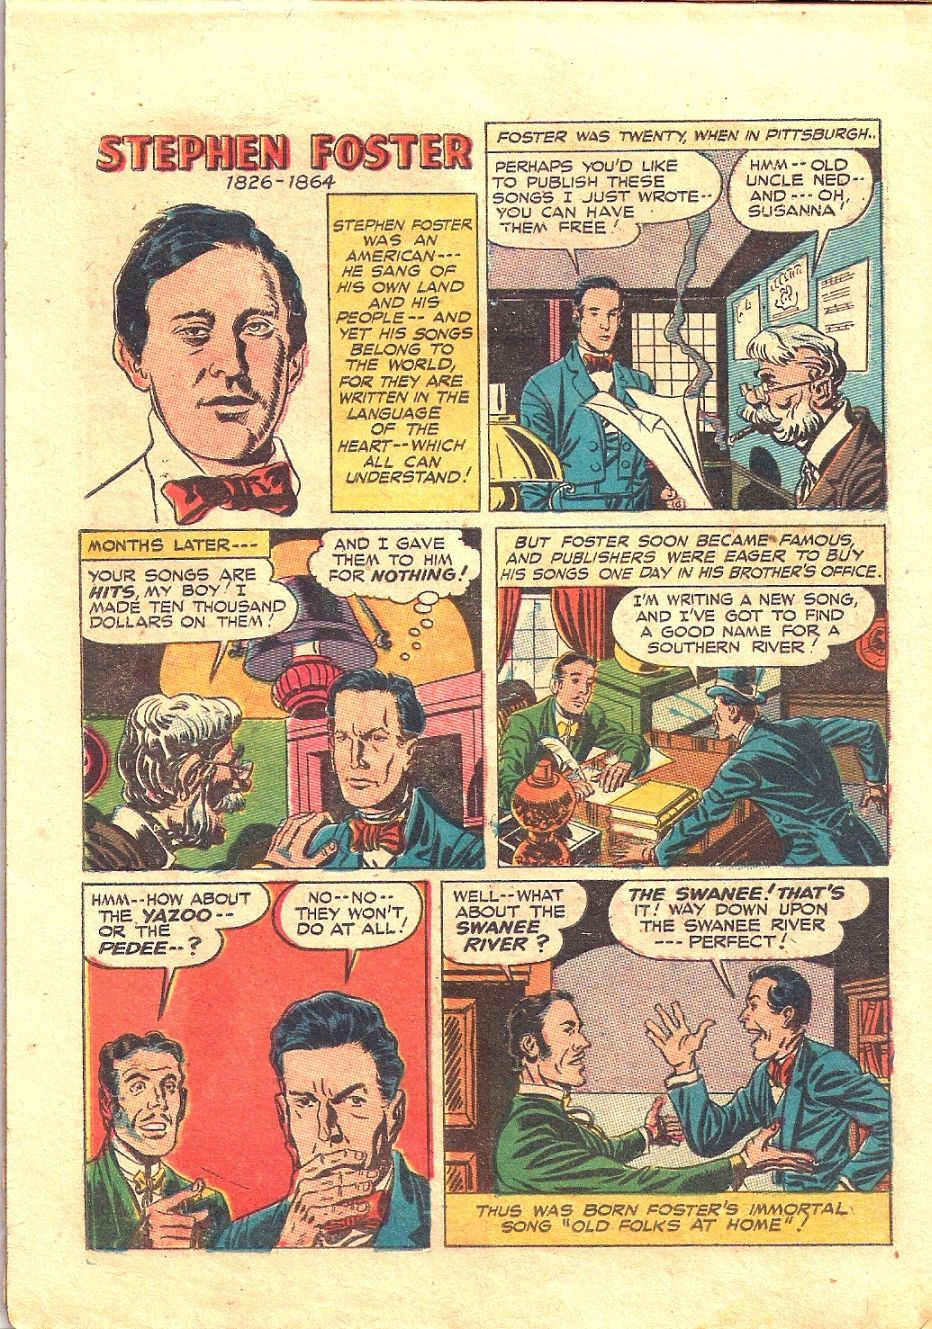 STEPHEN FOSTER
1826-1864
STEPHEN FOSTER
WAS AN
AMERICAN---
HE SANG OF
HIS OWN LAND
AND HIS
PEOPLE-- AND
YET HIS SONGS
BELONG TO
THE WORLD,
FOR THEY ARE
WRITTEN IN THE
LANGUAGE
OF THE
HEART--WHICH
ALL CAN
UNDERSTAND!
FOSTER WAS TWENTY, WHEN IN PITTSBURGH..
PERHAPS YOU'D LIKE
TO PUBLISH THESE
SONGS I JUST WROTE--
YOU CAN HAVE
THEM FREE!
HMM-- OLD
UNCLE NED--
AND --- OH,
SUSANNA!
MONTHS LATER---
YOUR SONGS ARE
HITS, MY BOY! I
MADE TEN THOUSAND
DOLLARS ON THEM!
AND I GAVE
THEM TO HIM
FOR NOTHING!
BUT FOSTER SOON BECAME FAMOUS,
AND PUBLISHERS WERE EAGER TO BUY
HIS SONGS ONE DAY IN HIS BROTHER'S OFFICE.
I'M WRITING A NEW SONG,
AND I'VE GOT TO FIND
A GOOD NAME FOR A
SOUTHERN RIVER!
HMM--HOW ABOUT
THE YAZOO--
OR THE
PEDEE--?
NO--NO--
THEY WON'T,
DO AT ALL!
WELL--WHAT
ABOUT THE
SWANEE
RIVER?
THE SWANEE! THAT'S
IT! WAY DOWN UPON
THE SWANEE RIVER
--- PERFECT!
THUS WAS BORN FOSTER'S IMMORTAL
SONG "OLD FOLKS AT HOME"!